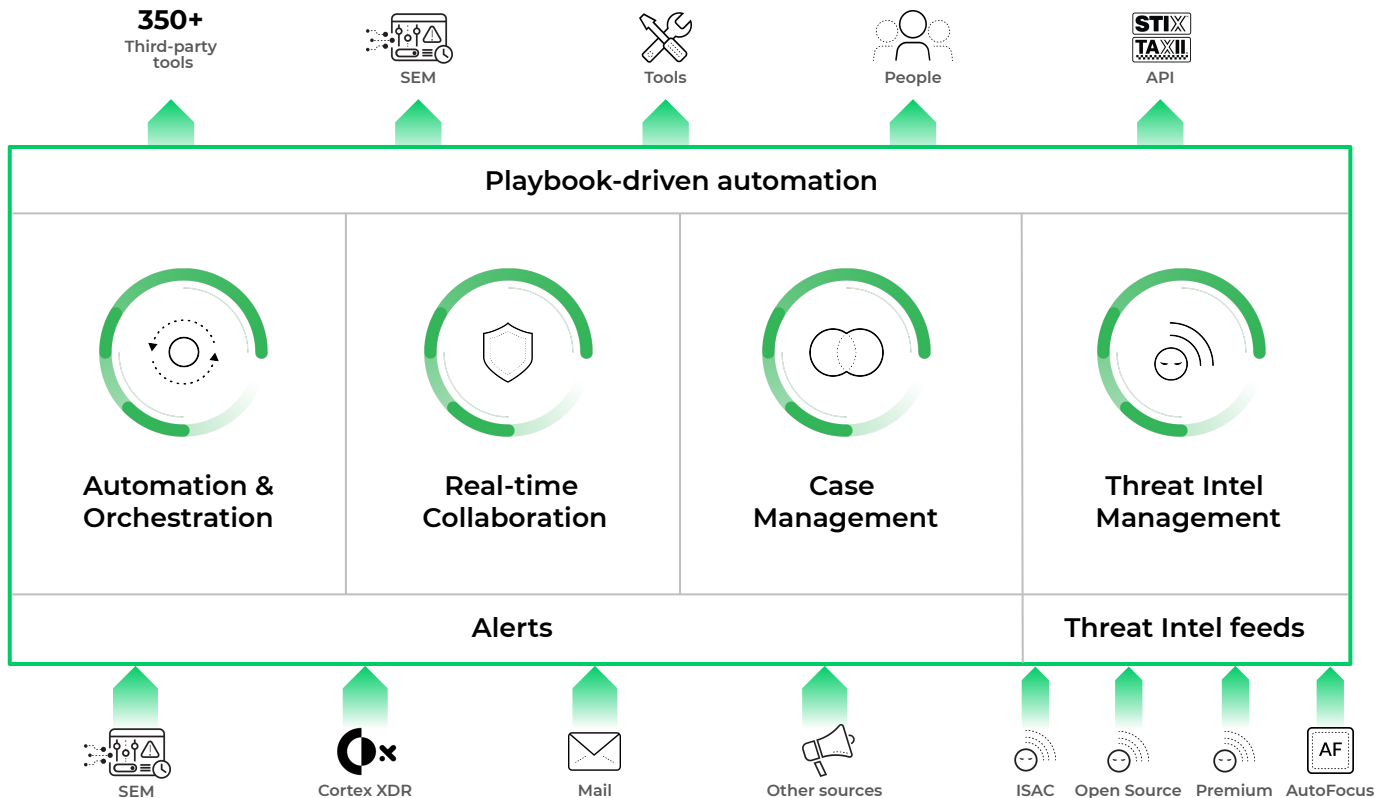 350+
Third-party
tools
SEM
Tools
People
STIX
TAXII
API
Playbook-driven automation
Automation &
Orchestration
Real-time
Collaboration
Case
Management
Threat Intel
Management
Alerts
Threat Intel feeds
SEM
Cortex XDR
Mail
Other sources
ISAC
Open Source
Premium
AF
AutoFocus